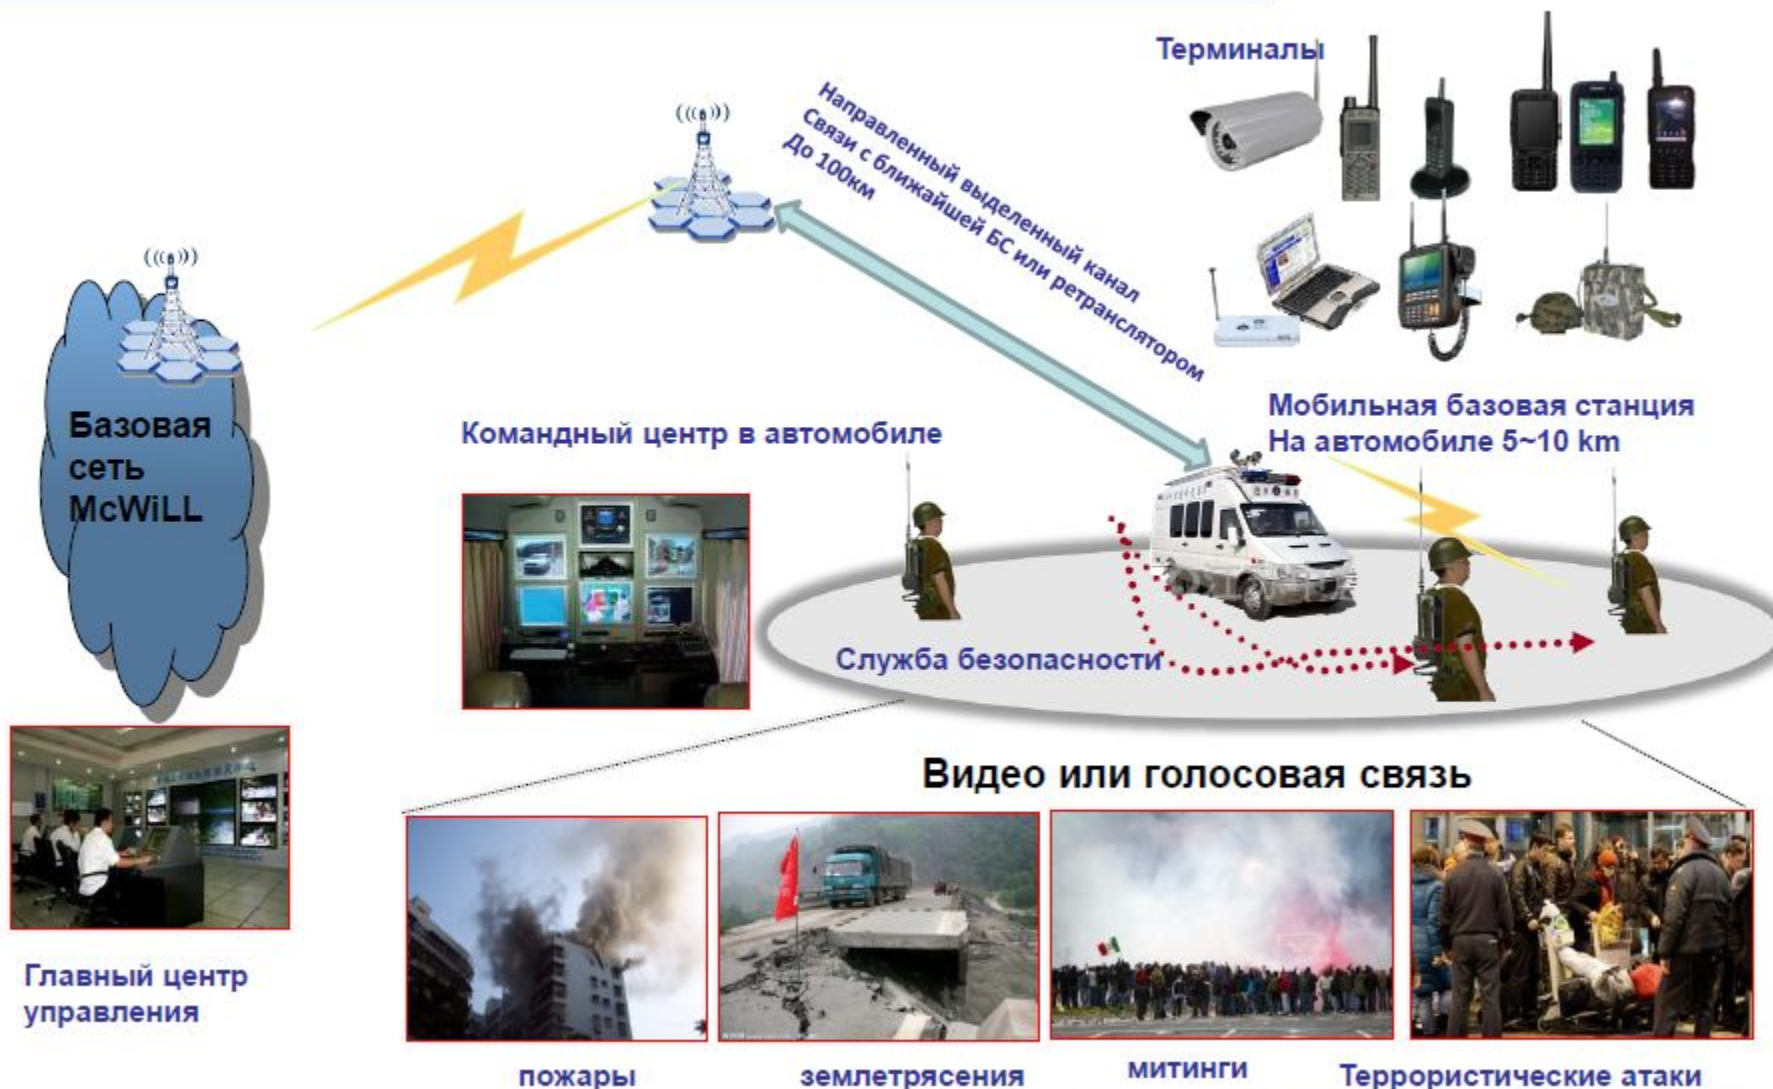 Терминалы
Направленный выделенный канал
Связи с ближайшей БС или ретранслятором
До 100км
Базовая
сеть
McWiLL
Командный центр в автомобиле
Мобильная базовая станция
На автомобиле 5~10 km
Служба безопасности
Видео или голосовая связь
Главный центр
управления
пожары
землетрясения
митинги
Террористические атаки